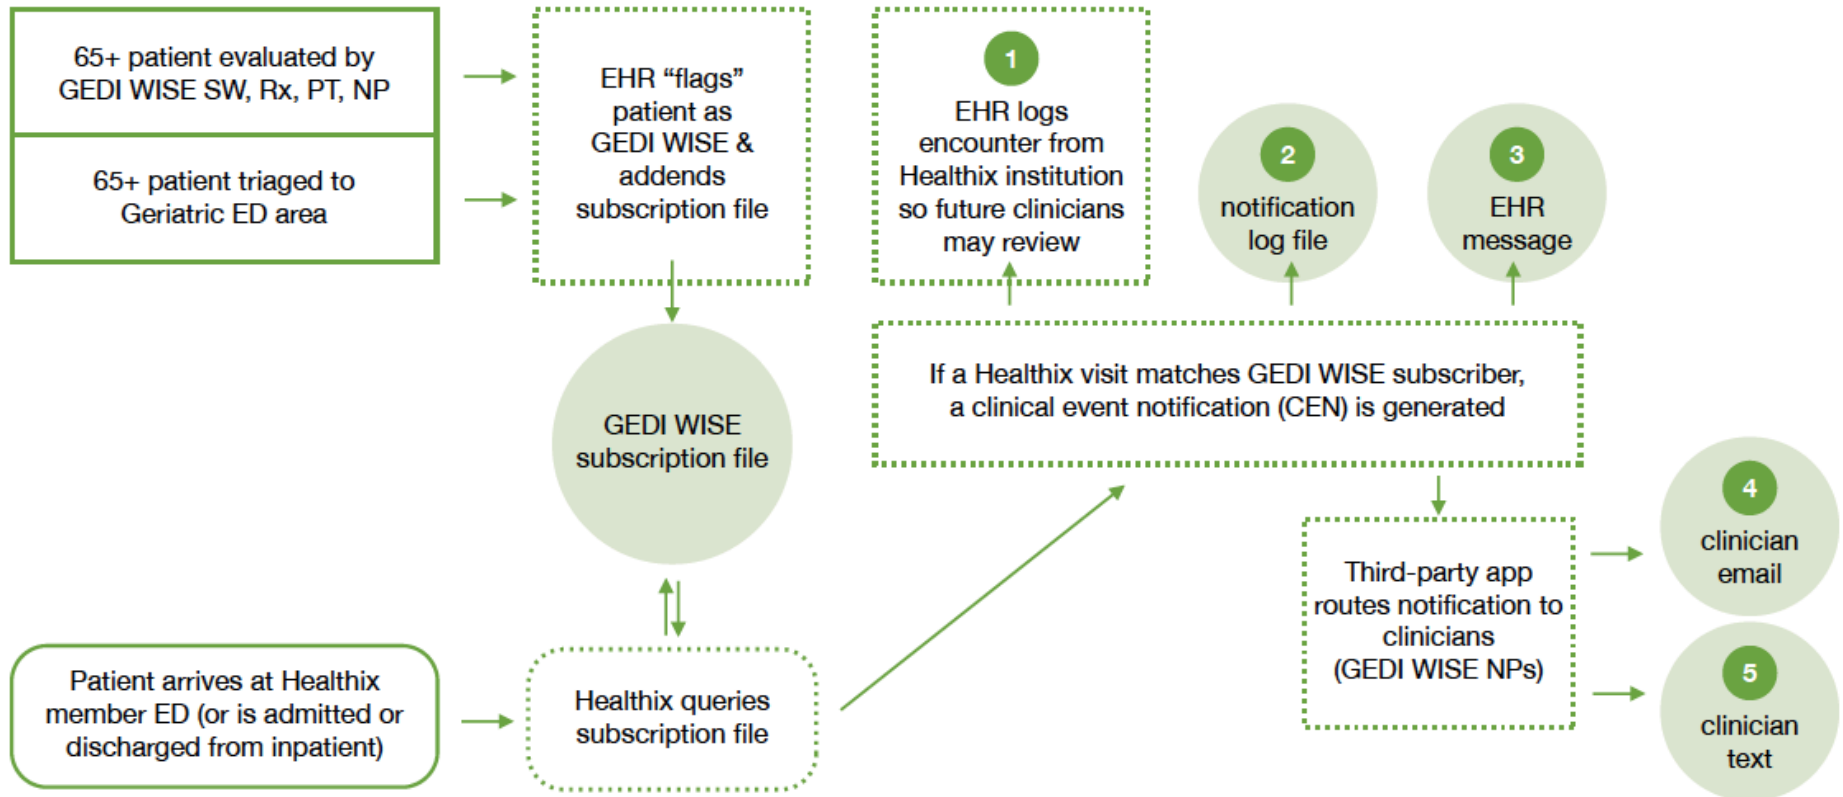 65+ patient evaluated by
GEDI WISE SW, Rx, PT, NP
65+ patient triaged to
Geriatric ED area
EHR “flags”
patient as
GEDI WISE &
addends
subscription file
1
EHR logs
encounter from
Healthix institution
so future clinicians
may review
2
notification
log file
3
EHR
message
GEDI WISE
subscription file
If a Healthix visit matches GEDI WISE subscriber,
a clinical event notification (CEN) is generated
Patient arrives at Healthix
member ED (or is admitted or
discharged from inpatient)
Healthix queries
subscription file
Third-party app
routes notification to
clinicians
(GEDI WISE NPs)
4
clinician
email
5
clinician
text